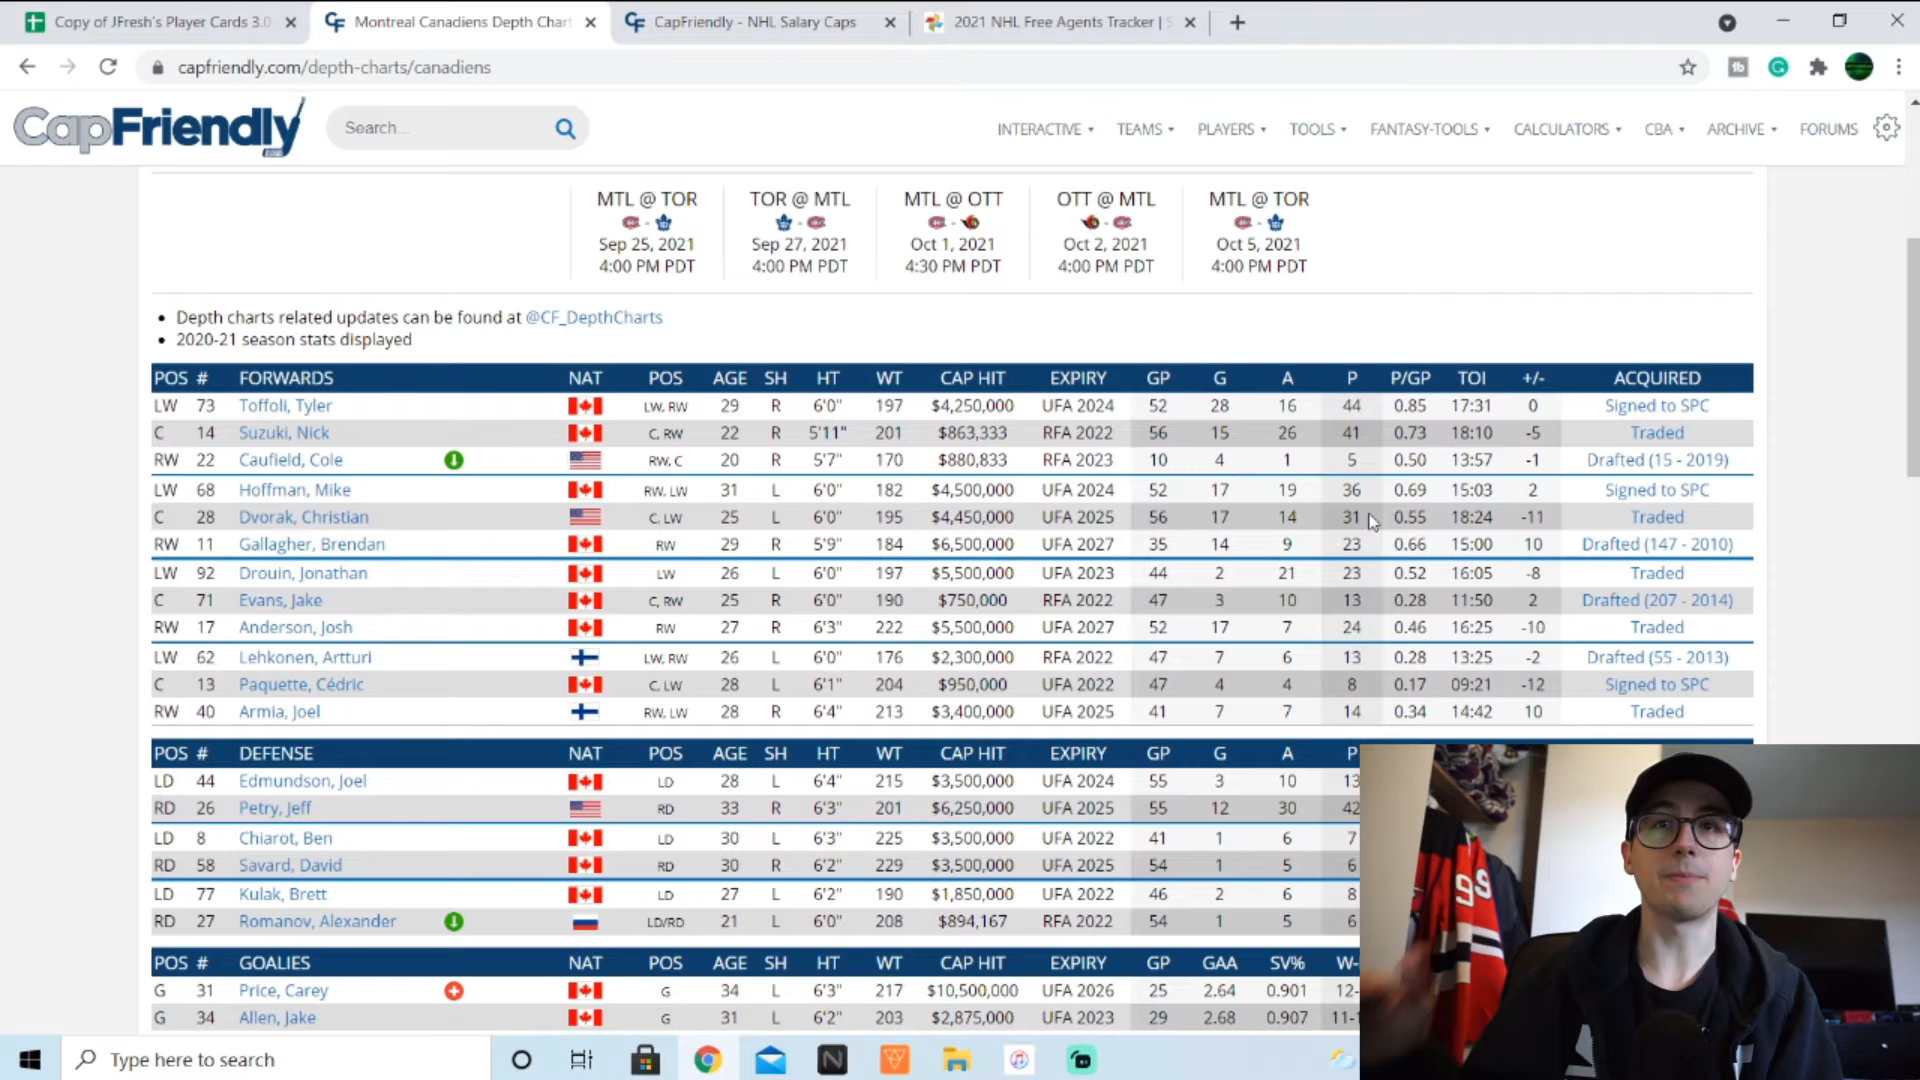 Copy of JFresh's Player Cards 3.0
Montreal Canadiens Depth Chart
CapFriendly - NHL Salary Caps
2021 NHL Free Agents Tracker | S
capfriendly.com/depth-charts/canadiens
CapFriendly Search... INTERACTIVE TEAMS PLAYERS TOOLS FANTASY-TOOLS CALCULATORS CBA ARCHIVE FORUMS
MTL @ TOR TOR @ MTL MTL @ OTT OTT @ MTL MTL @ TOR
Sep 25, 2021 Sep 27, 2021 Oct 1, 2021 Oct 2, 2021 Oct 5, 2021
4:00 PM PDT 4:00 PM PDT 4:30 PM PDT 4:00 PM PDT 4:00 PM PDT
• Depth charts related updates can be found at @CF_DepthCharts
• 2020-21 season stats displayed
POS # FORWARDS NAT POS AGE SH HT WT CAP HIT EXPIRY GP G A P P/GP TOI +/- ACQUIRED
LW 73 Toffoli, Tyler LW, RW 29 R 6'0" 197 $4,250,000 UFA 2024 52 28 16 44 0.85 17:31 0 Signed to SPC
C 14 Suzuki, Nick C, RW 22 R 5'11" 201 $863,333 RFA 2022 56 15 26 41 0.73 18:10 -5 Traded
RW 22 Caufield, Cole RW, C 20 R 5'7" 170 $880,833 RFA 2023 10 4 1 5 0.50 13:57 -1 Drafted (15 - 2019)
LW 68 Hoffman, Mike RW, LW 31 L 6'0" 182 $4,500,000 UFA 2024 52 17 19 36 0.69 15:03 2 Signed to SPC
C 28 Dvorak, Christian C, LW 25 L 6'0" 195 $4,450,000 UFA 2025 56 17 14 31 0.55 18:24 -11 Traded
RW 11 Gallagher, Brendan RW 29 R 5'9" 184 $6,500,000 UFA 2027 35 14 9 23 0.66 15:00 10 Drafted (147 - 2010)
LW 92 Drouin, Jonathan LW 26 L 6'0" 197 $5,500,000 UFA 2023 44 2 21 23 0.52 16:05 -8 Traded
C 71 Evans, Jake C, RW 25 R 6'0" 190 $750,000 RFA 2022 47 3 10 13 0.28 11:50 2 Drafted (207 - 2014)
RW 17 Anderson, Josh RW 27 R 6'3" 222 $5,500,000 UFA 2027 52 17 7 24 0.46 16:25 -10 Traded
LW 62 Lehkonen, Artturi LW, RW 26 L 6'0" 176 $2,300,000 RFA 2022 47 7 6 13 0.28 13:25 -2 Drafted (55 - 2013)
C 13 Paquette, Cédric C, LW 28 L 6'1" 204 $950,000 UFA 2022 47 4 4 8 0.17 09:21 -12 Signed to SPC
RW 40 Armia, Joel RW, LW 28 R 6'4" 213 $3,400,000 UFA 2025 41 7 7 14 0.34 14:42 10 Traded
POS # DEFENSE NAT POS AGE SH HT WT CAP HIT EXPIRY GP G A P
LD 44 Edmundson, Joel LD 28 L 6'4" 215 $3,500,000 UFA 2024 55 3 10 13
RD 26 Petry, Jeff RD 33 R 6'3" 201 $6,250,000 UFA 2025 55 12 30 42
LD 8 Chiarot, Ben LD 30 L 6'3" 225 $3,500,000 UFA 2022 41 1 6 7
RD 58 Savard, David RD 30 R 6'2" 229 $3,500,000 UFA 2025 54 1 5 6
LD 77 Kulak, Brett LD 27 L 6'2" 190 $1,850,000 UFA 2022 46 2 6 8
RD 27 Romanov, Alexander LD/RD 21 L 6'0" 208 $894,167 RFA 2022 54 1 5 6
POS # GOALIES NAT POS AGE SH HT WT CAP HIT EXPIRY GP GAA SV% W-
G 31 Price, Carey G 34 L 6'3" 217 $10,500,000 UFA 2026 25 2.64 0.901 12-
G 34 Allen, Jake G 31 L 6'2" 203 $2,875,000 UFA 2023 29 2.68 0.907 11-
Type here to search